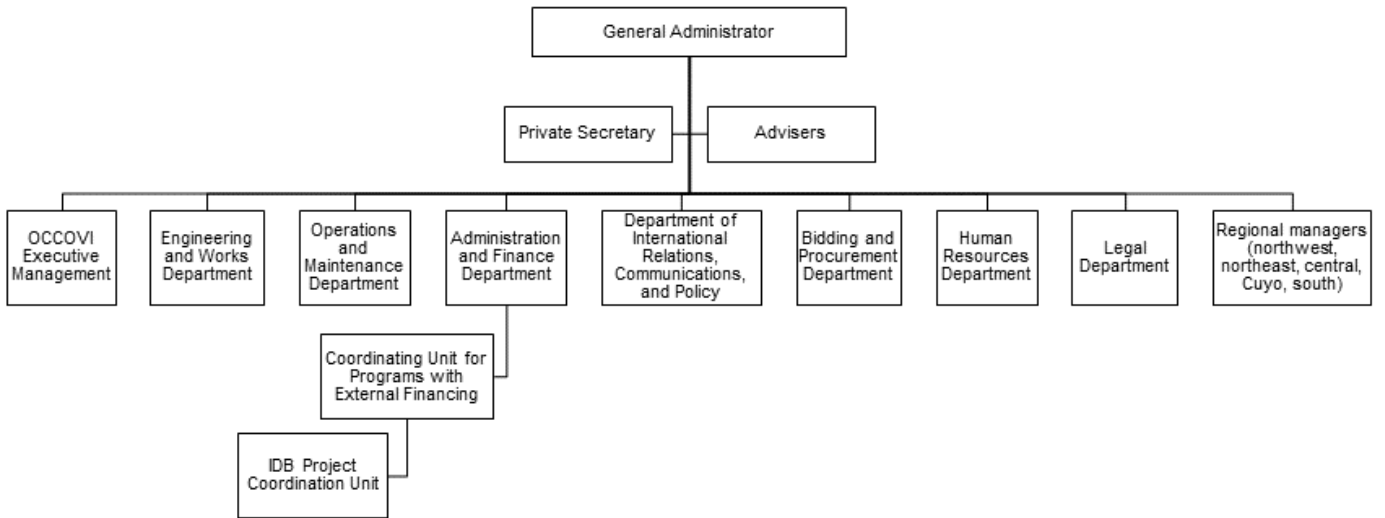 General Administrator
Private Secretary
Advisers
OCCOVI
Executive
Management
Engineering
and Works
Department
Operations
and
Maintenance
Department
Administration
and Finance
Department
Department of
International
Relations,
Communications,
and Policy
Bidding and
Procurement
Department
Human
Resources
Department
Legal
Department
Regional managers
(northwest,
northeast, central,
Cuyo, south)
Coordinating Unit for
Programs with
External Financing
IDB Project
Coordination Unit